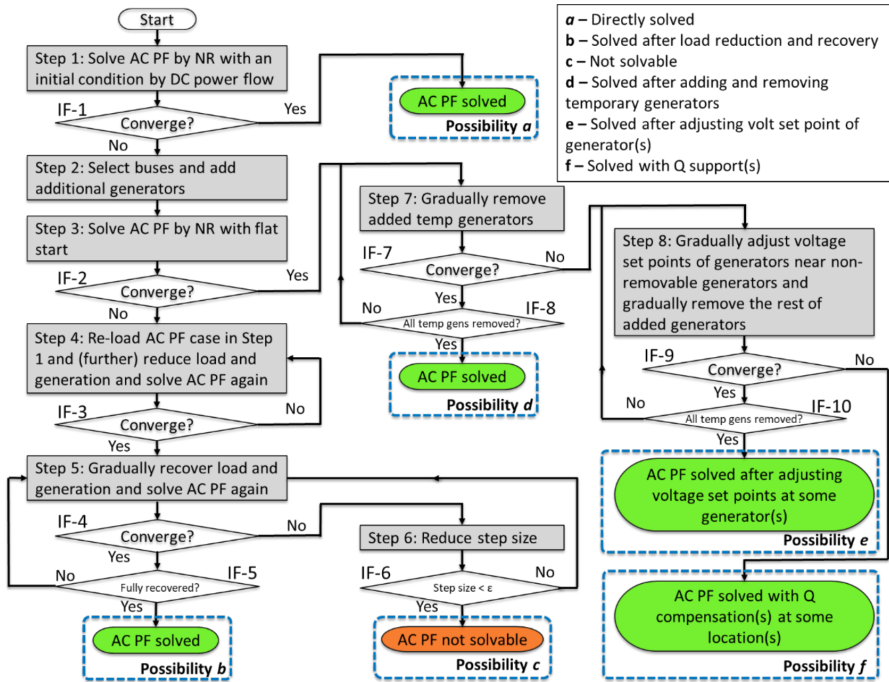 Start
Step 1: Solve AC PF by NR with an
initial condition by DC power flow
IF-1
Converge?
Yes
No
AC PF solved
Possibility a
a – Directly solved
b – Solved after load reduction and recovery
c – Not solvable
d – Solved after adding and removing
temporary generators
e – Solved after adjusting volt set point of
generator(s)
f – Solved with Q support(s)
Step 2: Select buses and add
additional generators
Step 3: Solve AC PF by NR with flat
start
IF-2
Converge?
Yes
No
Step 7: Gradually remove
added temp generators
IF-7
Converge?
No
Yes
IF-8
No
All temp gens removed?
Yes
AC PF solved
Possibility d
Step 8: Gradually adjust voltage
set points of generators near non-
removable generators and
gradually remove the rest of
added generators
IF-9
Converge?
No
Yes
IF-10
No
All temp gens removed?
Yes
AC PF solved after adjusting
voltage set points at some
generator(s)
Possibility e
AC PF solved with Q
compensation(s) at some
location(s)
Possibility f
Step 4: Re-load AC PF case in Step
1 and (further) reduce load and
generation and solve AC PF again
IF-3
Converge?
No
Yes
Step 5: Gradually recover load and
generation and solve AC PF again
IF-4
Converge?
No
Yes
IF-5
No
Fully recovered?
Yes
AC PF solved
Possibility b
Step 6: Reduce step size
IF-6
Step size < ε
No
Yes
AC PF not solvable
Possibility c